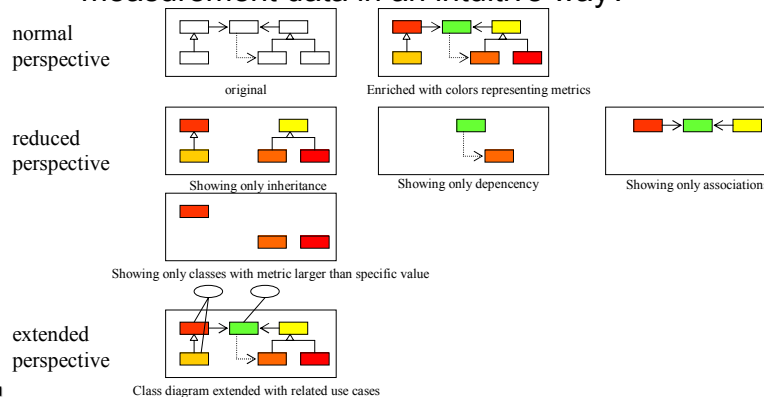 measurement data in an intuitive way?
normal
perspective
original
Enriched with colors representing metrics
reduced
perspective
Showing only inheritance
Showing only depencency
Showing only association
Showing only classes with metric larger than specific value
extended
perspective
Class diagram extended with related use cases